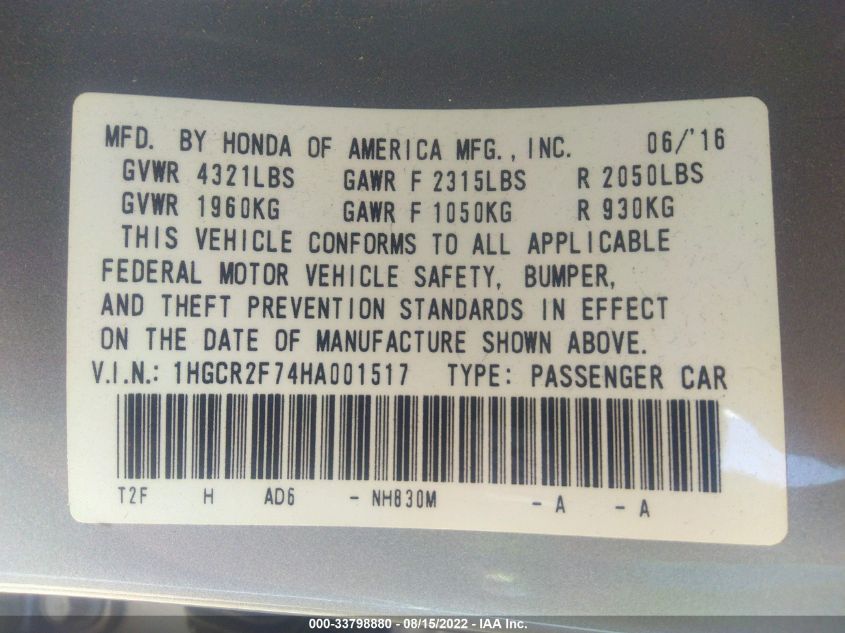 MFD. BY HONDA OF AMERICA MFG., INC. 06/'16
GVWR 4321LBS GAWR F 2315LBS R 2050LBS
GVWR 1960KG GAWR F 1050KG R 930KG
THIS VEHICLE CONFORMS TO ALL APPLICABLE
FEDERAL MOTOR VEHICLE SAFETY, BUMPER,
AND THEFT PREVENTION STANDARDS IN EFFECT
ON THE DATE OF MANUFACTURE SHOWN ABOVE.
V.I.N.: 1HGCR2F74HA001517 TYPE: PASSENGER CAR
T2F H AD6 - NH830M - A - A
000-33798880 - 08/15/2022 - IAA Inc.